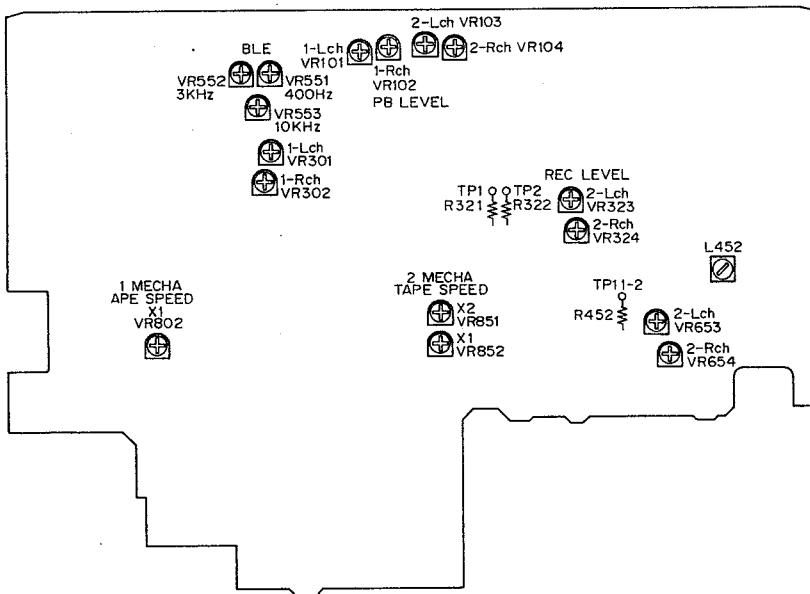 2-Lch VR103
BLE
1-Lch
VR101
2-Rch VR104
1-Rch
VR102
VR552
3KHz
VR551
400Hz
PB LEVEL
VR553
10KHz
1-Lch
VR301
1-Rch
VR302
REC LEVEL
TP1
R321
TP2
R322
2-Lch
VR323
2-Rch
VR324
L452
1 MECHA
APE SPEED
X1
VR802
2 MECHA
TAPE SPEED
X2
VR851
X1
VR852
TP11-2
R452
2-Lch
VR653
2-Rch
VR654